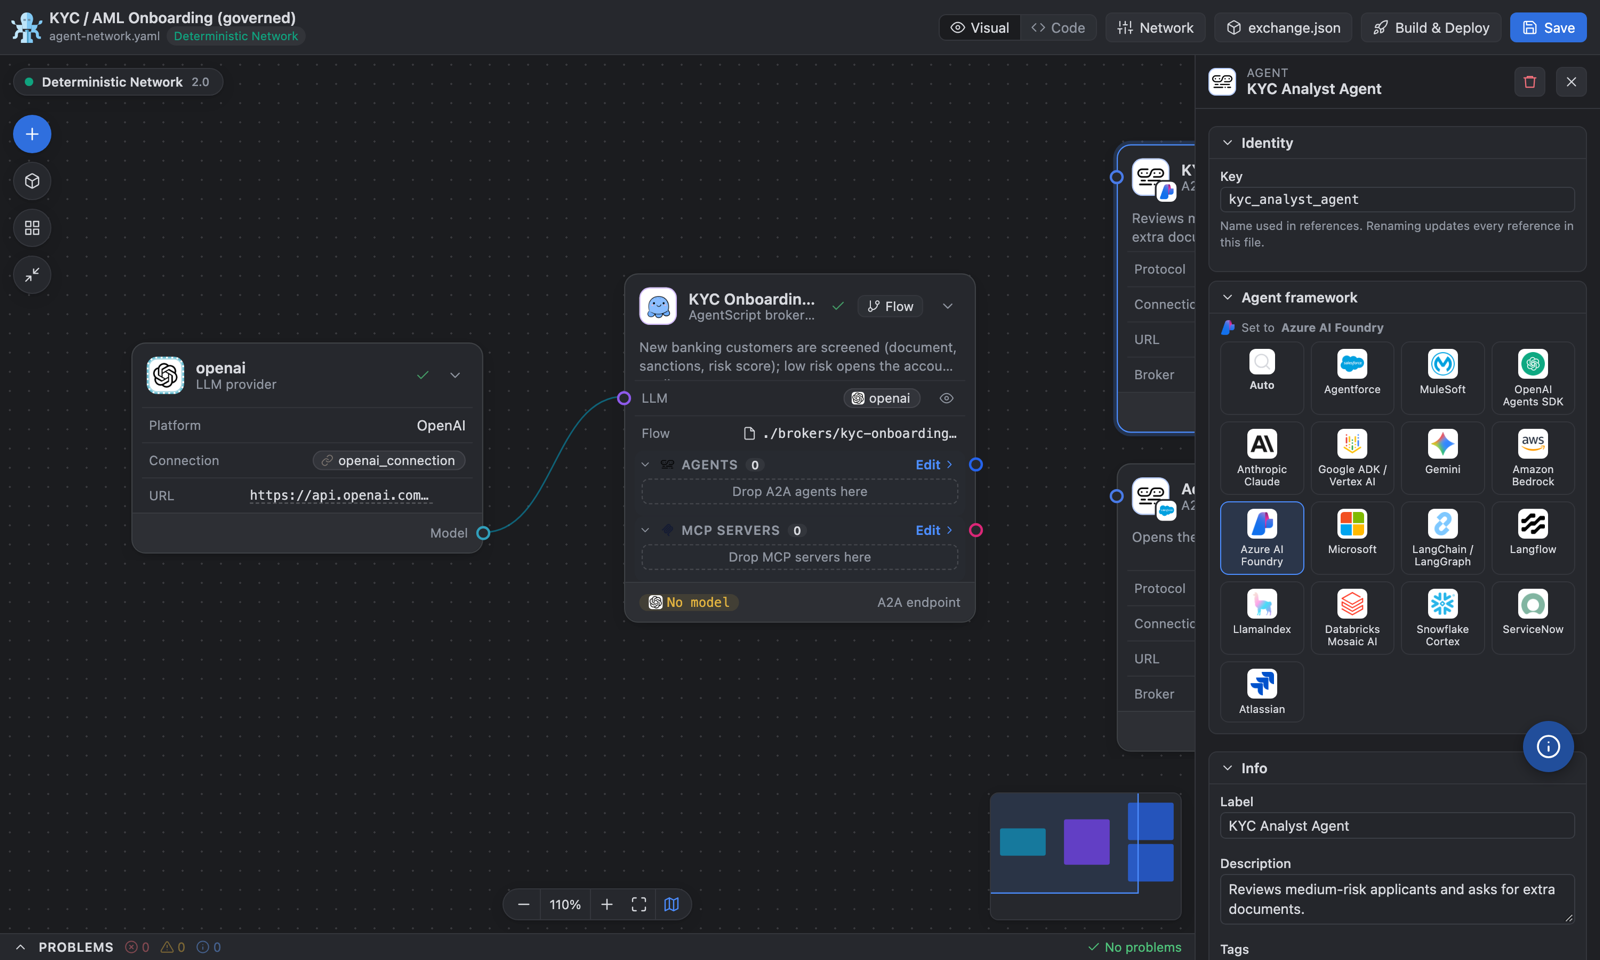 KYC / AML Onboarding (governed)
agent-network.yaml Deterministic Network
Visual
Code
Network
exchange.json
Build & Deploy
Save
Deterministic Network 2.0
openai
LLM provider
Platform OpenAI
Connection openai_connection
URL https://api.openai.com…
Model
KYC Onboardin...
AgentScript broker...
Flow
New banking customers are screened (document,
sanctions, risk score); low risk opens the accou...
LLM openai
Flow ./brokers/kyc-onboarding…
AGENTS 0 Edit
Drop A2A agents here
MCP SERVERS 0 Edit
Drop MCP servers here
No model A2A endpoint
Reviews
extra
Protocol
URL
Broker
Opens the
Protocol
URL
Broker
AGENT
KYC Analyst Agent
Identity
Key
kyc_analyst_agent
Name used in references. Renaming updates every reference in
this file.
Agent framework
Set to Azure AI Foundry
Auto
Agentforce
MuleSoft
OpenAI
Agents SDK
Anthropic
Claude
Google ADK /
Vertex AI
Gemini
aws
Amazon
Bedrock
Azure AI
Foundry
Microsoft
LangChain /
LangGraph
Langflow
LlamaIndex
Databricks
Mosaic AI
Snowflake
Cortex
ServiceNow
Atlassian
Info
Label
KYC Analyst Agent
Description
Reviews medium-risk applicants and asks for extra
documents.
Tags
110%
PROBLEMS 0 0 0
No problems